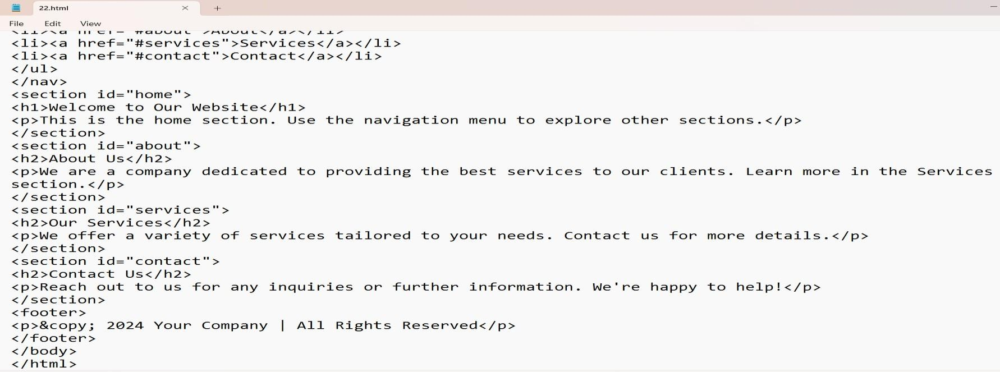 22.html
File Edit View
<li><a href="#about">About</a></li>
<li><a href="#services">Services</a></li>
<li><a href="#contact">Contact</a></li>
</ul>
</nav>
<section id="home">
<h1>Welcome to Our Website</h1>
<p>This is the home section. Use the navigation menu to explore other sections.</p>
</section>
<section id="about">
<h2>About Us</h2>
<p>We are a company dedicated to providing the best services to our clients. Learn more in the Services
section.</p>
</section>
<section id="services">
<h2>Our Services</h2>
<p>We offer a variety of services tailored to your needs. Contact us for more details.</p>
</section>
<section id="contact">
<h2>Contact Us</h2>
<p>Reach out to us for any inquiries or further information. We're happy to help!</p>
</section>
<footer>
<p>&copy; 2024 Your Company | All Rights Reserved</p>
</footer>
</body>
</html>